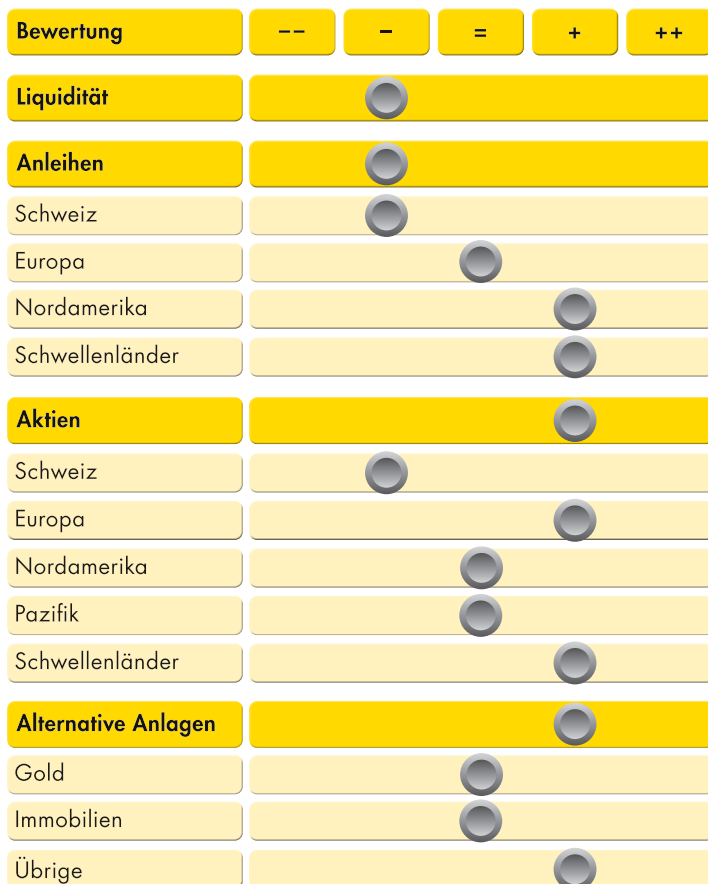 Bewertung -- - = + ++
Liquidität
Anleihen
Schweiz
Europa
Nordamerika
Schwellenländer
Aktien
Schweiz
Europa
Nordamerika
Pazifik
Schwellenländer
Alternative Anlagen
Gold
Immobilien
Übrige